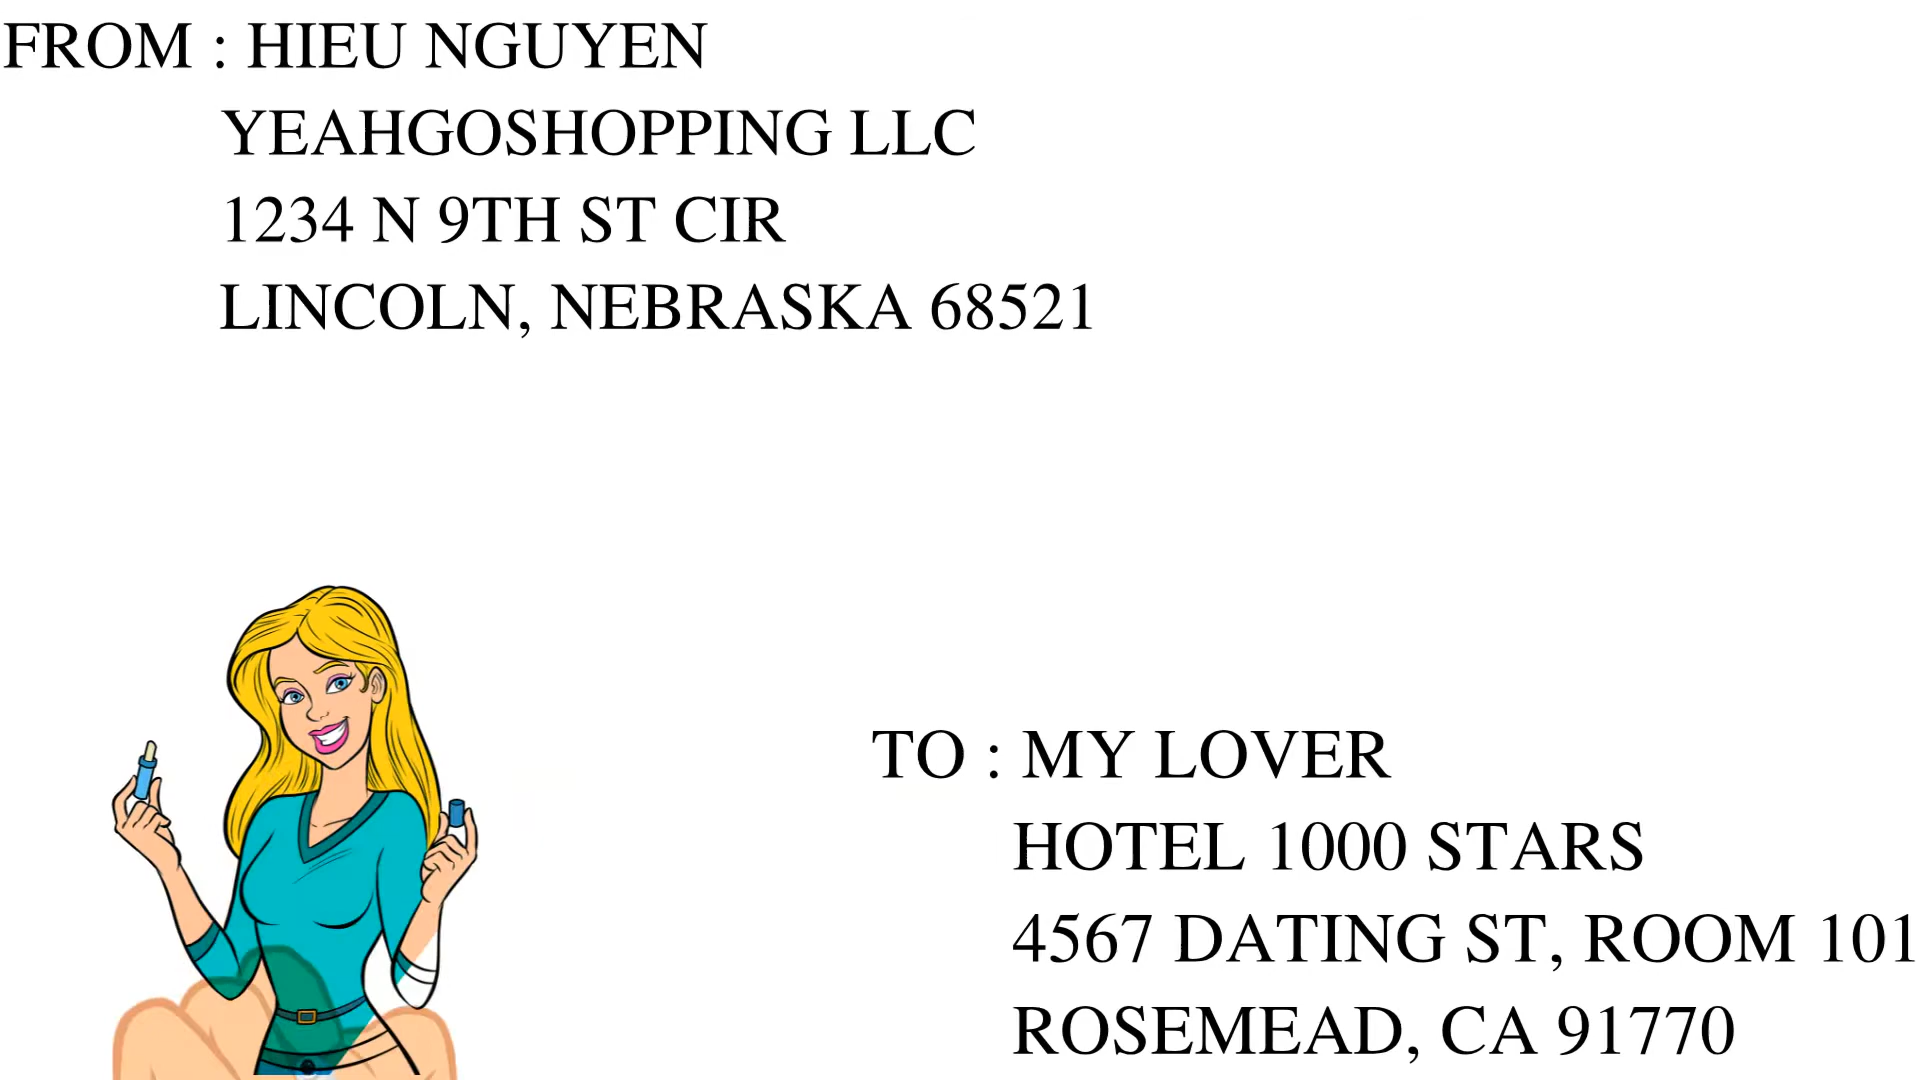 FROM : HIEU NGUYEN
YEAHGOSHOPPING LLC
1234 N 9TH ST CIR
LINCOLN, NEBRASKA 68521
TO : MY LOVER
HOTEL 1000 STARS
4567 DATING ST, ROOM 101
ROSEMEAD, CA 91770